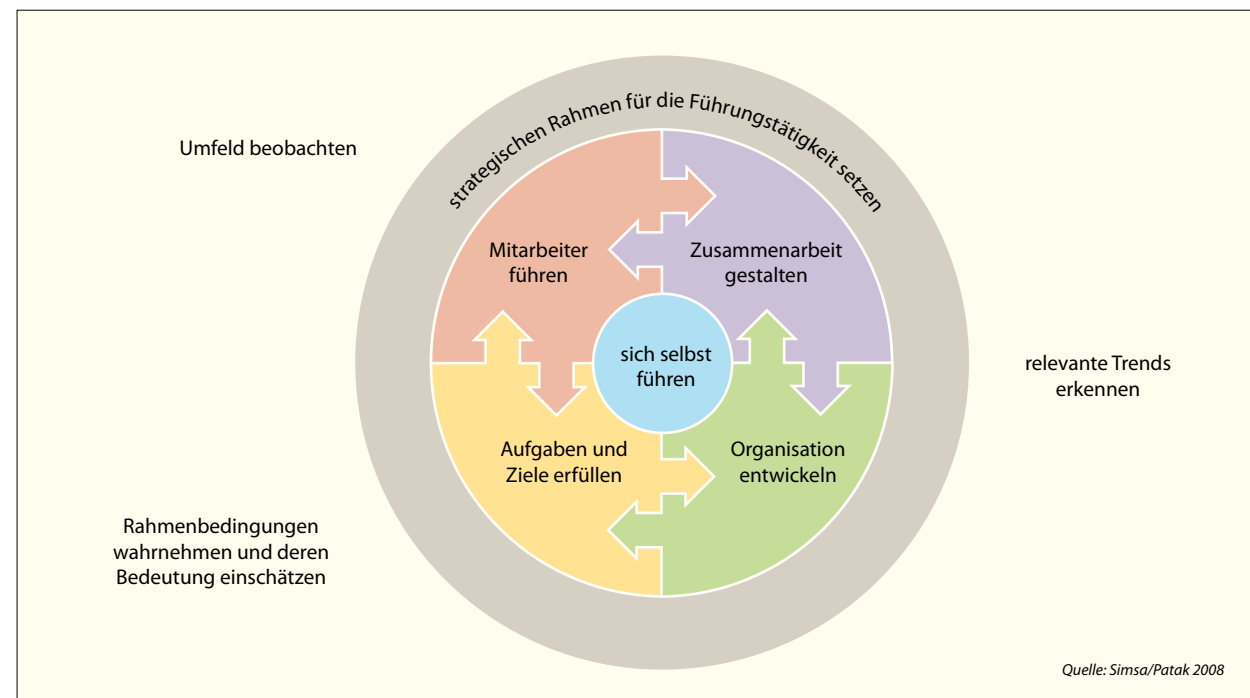 strategischen Rahmen für die Führungstätigkeit setzen
Umfeld beobachten
Mitarbeiter
führen
Zusammenarbeit
gestalten
sich selbst
führen
relevante Trends
erkennen
Aufgaben und
Ziele erfüllen
Organisation
entwickeln
Rahmenbedingungen
wahrnehmen und deren
Bedeutung einschätzen
Quelle: Simsa/Patak 2008